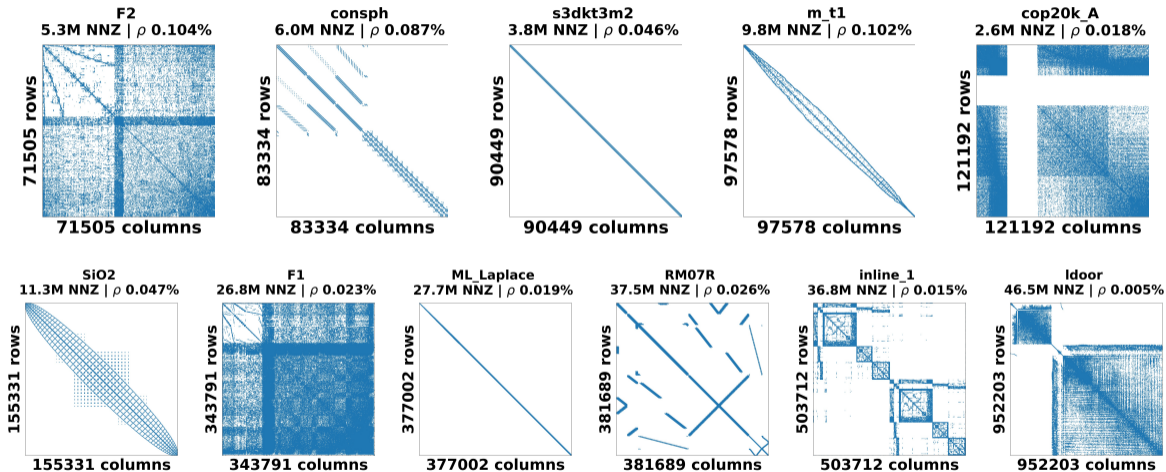 F2
5.3M NNZ | ρ 0.104%
71505 rows
71505 columns
consph
6.0M NNZ | ρ 0.087%
83334 rows
83334 columns
s3dkt3m2
3.8M NNZ | ρ 0.046%
90449 rows
90449 columns
m_t1
9.8M NNZ | ρ 0.102%
97578 rows
97578 columns
cop20k_A
2.6M NNZ | ρ 0.018%
121192 rows
121192 columns
SiO2
11.3M NNZ | ρ 0.047%
155331 rows
155331 columns
F1
26.8M NNZ | ρ 0.023%
343791 rows
343791 columns
ML_Laplace
27.7M NNZ | ρ 0.019%
377002 rows
377002 columns
RM07R
37.5M NNZ | ρ 0.026%
381689 rows
381689 columns
inline_1
36.8M NNZ | ρ 0.015%
503712 rows
503712 columns
ldoor
46.5M NNZ | ρ 0.005%
952203 rows
952203 columns